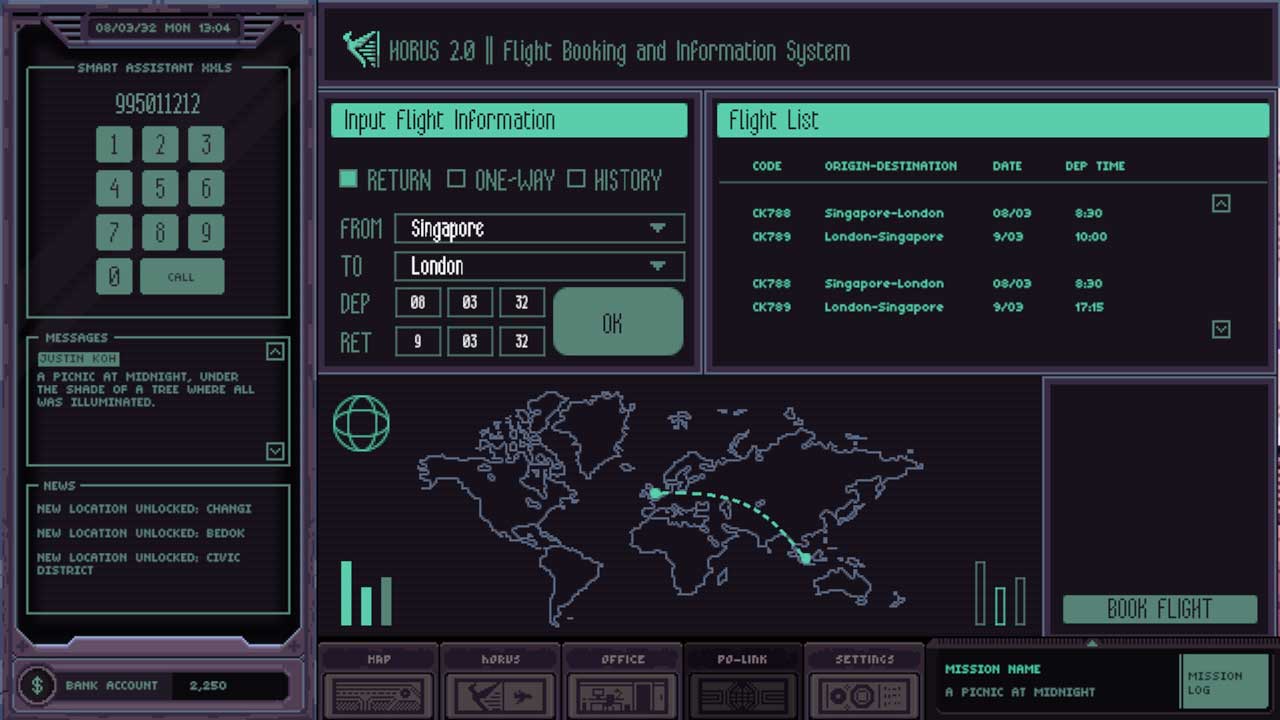 08/03/32 MON 13:04
SMART ASSISTANT XXLS
995011212
1 2 3
4 5 6
7 8 9
0 CALL
MESSAGES
JUSTIN KOH
A PICNIC AT MIDNIGHT, UNDER
THE SHADE OF A TREE WHERE ALL
WAS ILLUMINATED.
NEWS
NEW LOCATION UNLOCKED: CHANGI
NEW LOCATION UNLOCKED: BEDOK
NEW LOCATION UNLOCKED: CIVIC
DISTRICT
$ BANK ACCOUNT 2,250
HORUS 2.0 || Flight Booking and Information System
Input Flight Information
RETURN ONE-WAY HISTORY
FROM Singapore
TO London
DEP 08 03 32
RET 9 03 32
OK
Flight List
CODE ORIGIN-DESTINATION DATE DEP TIME
CK788 Singapore-London 08/03 8:30
CK789 London-Singapore 9/03 10:00
CK788 Singapore-London 08/03 8:30
CK789 London-Singapore 9/03 17:15
BOOK FLIGHT
MAP HORUS OFFICE PO-LINK SETTINGS
MISSION NAME
A PICNIC AT MIDNIGHT
MISSION
LOG